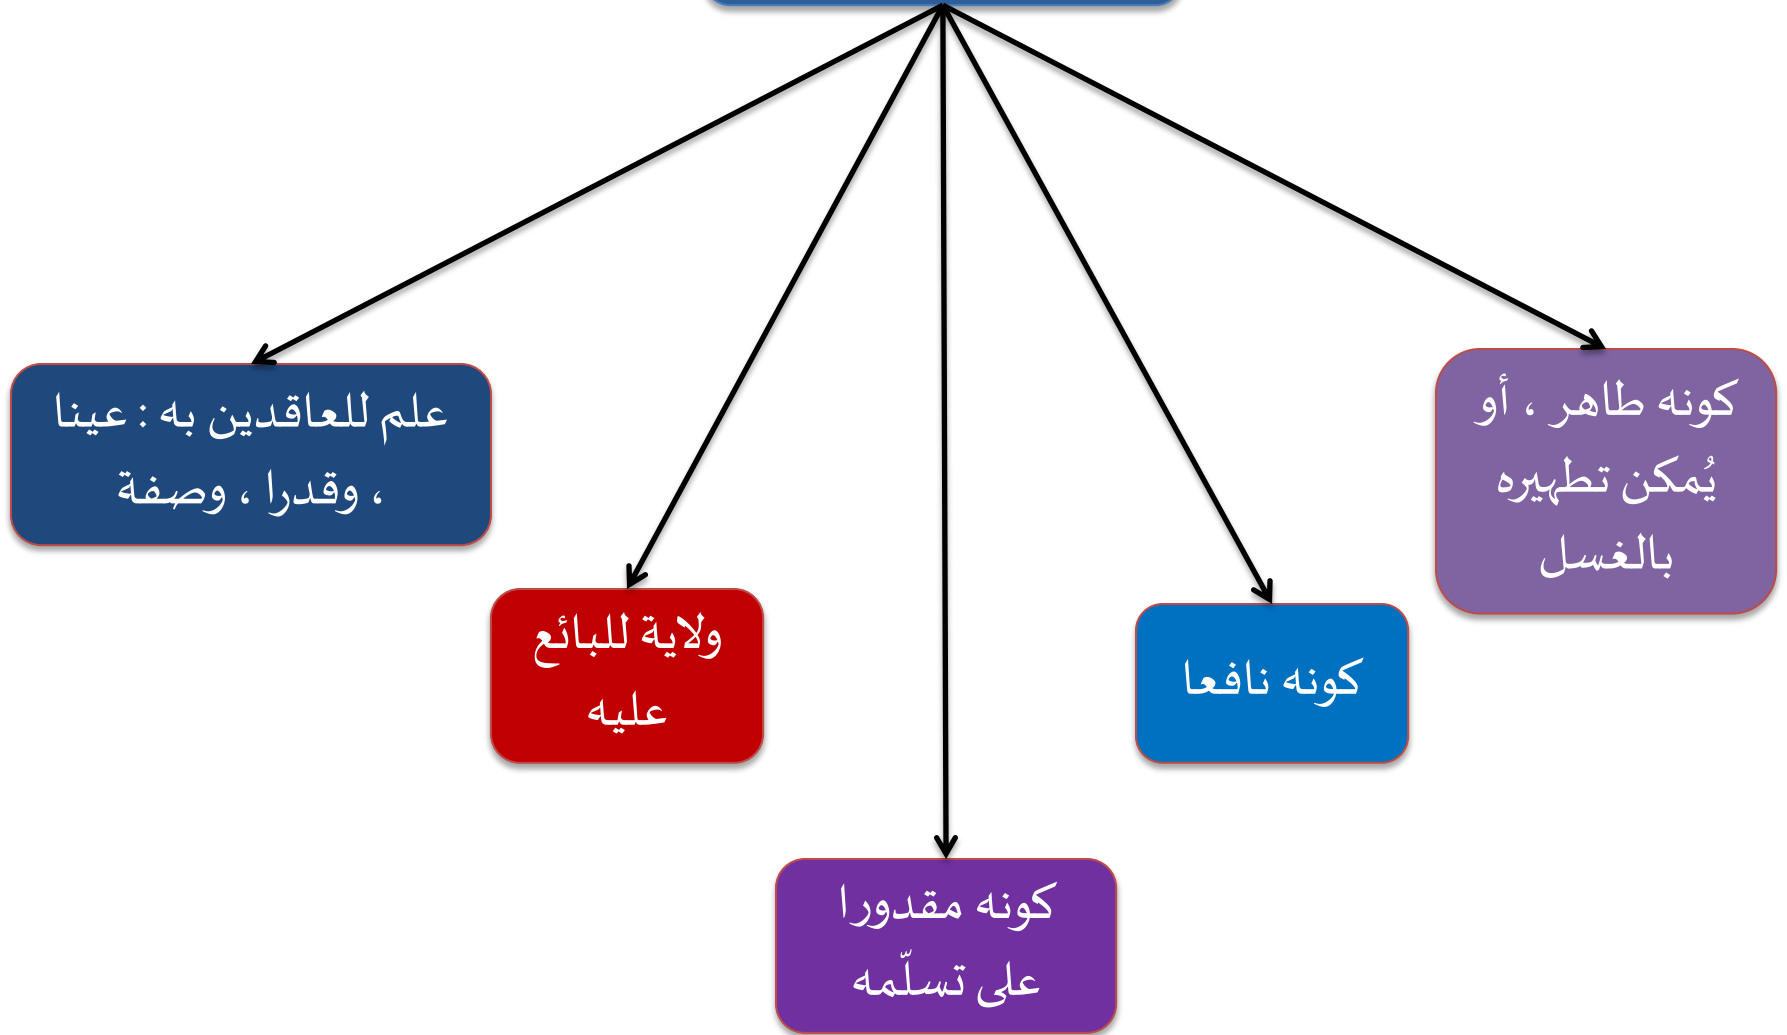 كونه طاهر ، أو
يُمكن تطهيره
بالغسل
كونه نافعا
كونه مقدورا
على تسلّمه
ولاية للبائع
عليه
علم للعاقدين به : عينا
، وقدرا ، وصفة